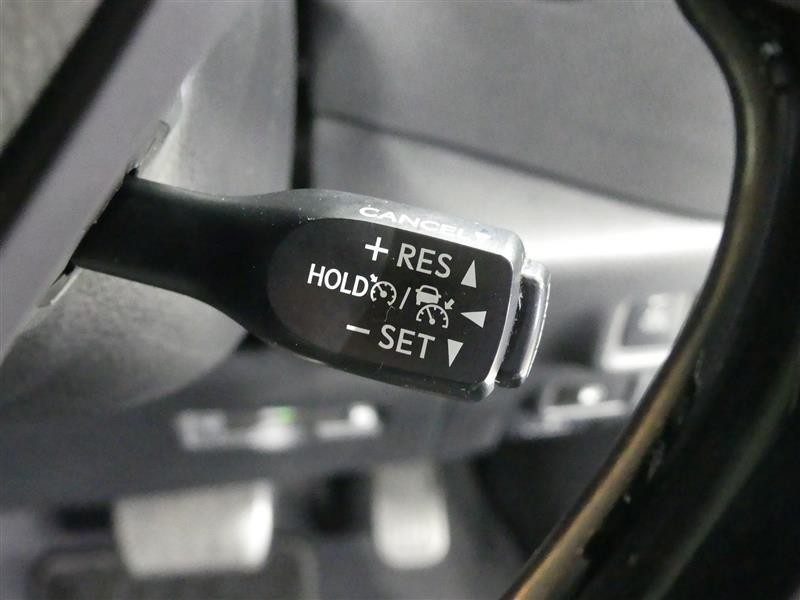 CANCEL
+ RES
HOLD /
− SET